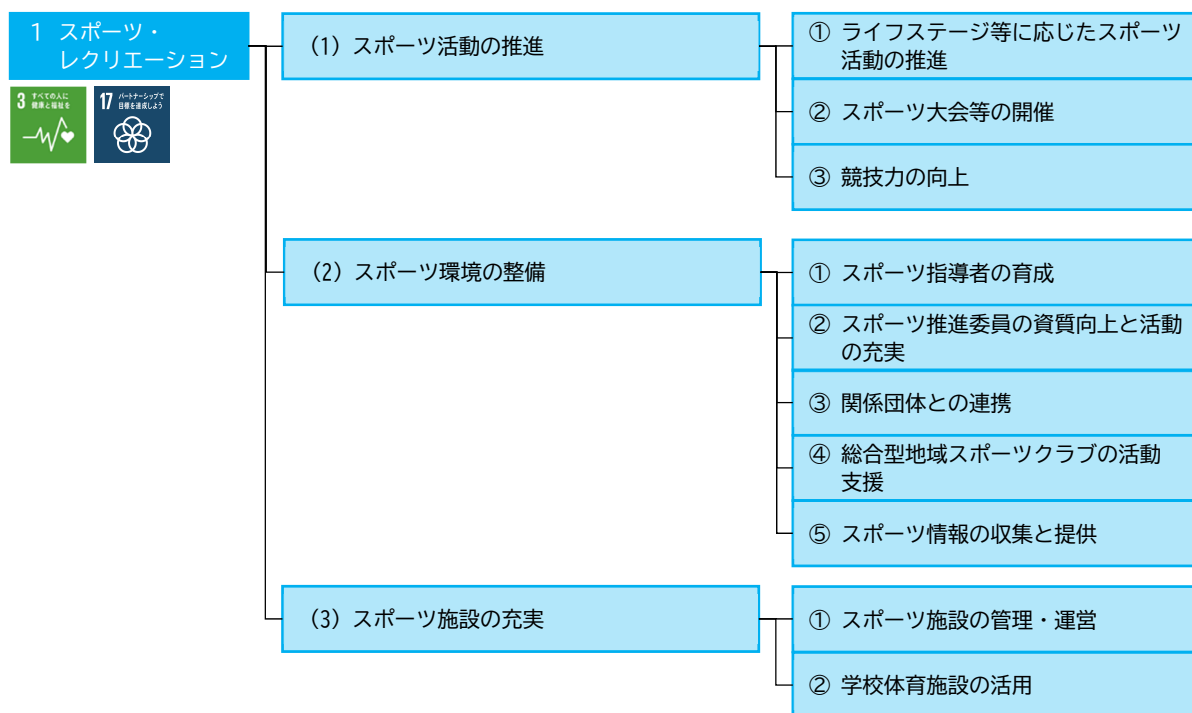 1 スポーツ・
レクリエーション
3 すべての人に
健康と福祉を
17 パートナーシップで
目標を達成しよう
(1) スポーツ活動の推進
① ライフステージ等に応じたスポーツ
活動の推進
② スポーツ大会等の開催
③ 競技力の向上
(2) スポーツ環境の整備
① スポーツ指導者の育成
② スポーツ推進委員の資質向上と活動
の充実
③ 関係団体との連携
④ 総合型地域スポーツクラブの活動
支援
⑤ スポーツ情報の収集と提供
(3) スポーツ施設の充実
① スポーツ施設の管理・運営
② 学校体育施設の活用